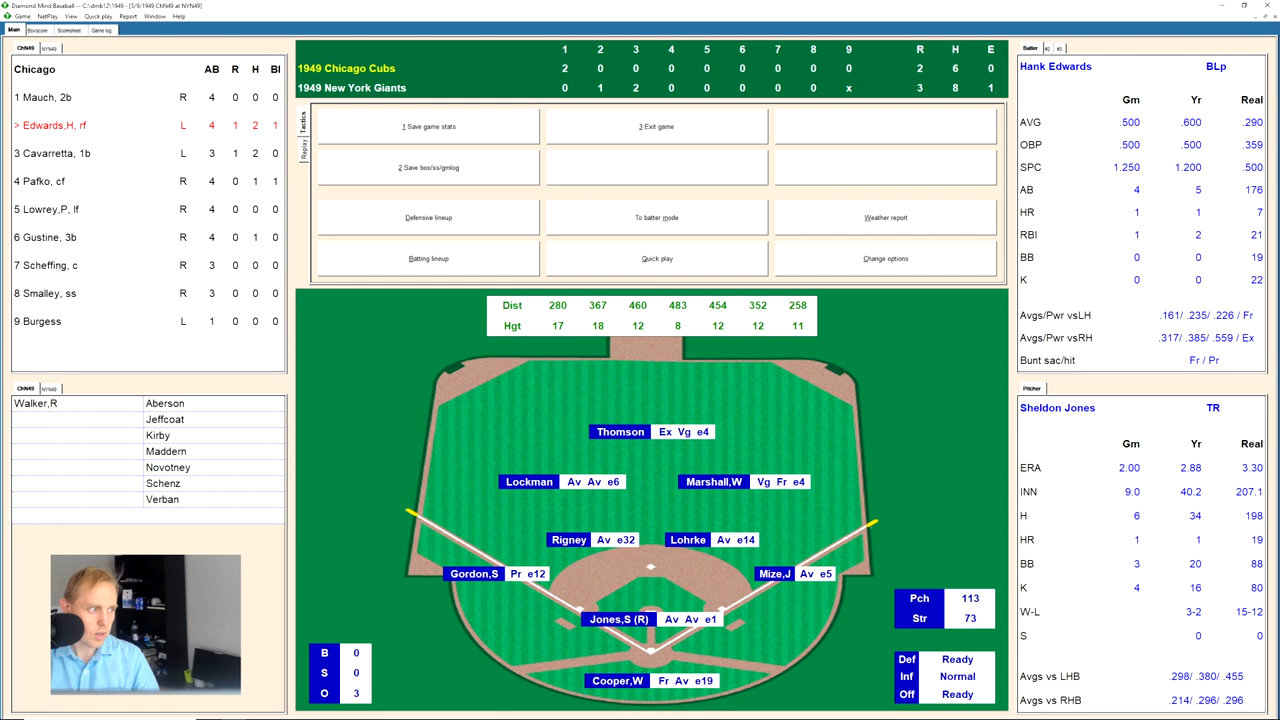 Diamond Mind Baseball -- C:\dmb12\1949 - [5/9/1949 ChN49 at NYN49]
Game NetPlay View Quick play Report Window Help
Main Boxscore Scoresheet Game log
ChN49 NYN49
Chicago AB R H BI
1 Mauch, 2b R 4 0 0 0
> Edwards,H, rf L 4 1 2 1
3 Cavarretta, 1b L 3 1 2 0
4 Pafko, cf R 4 0 1 1
5 Lowrey,P, lf R 4 0 0 0
6 Gustine, 3b R 4 0 1 0
7 Scheffing, c R 3 0 0 0
8 Smalley, ss R 3 0 0 0
9 Burgess L 1 0 0 0
ChN49 NYN49
Walker,R Aberson
Jeffcoat
Kirby
Maddern
Novotney
Schenz
Verban
1 2 3 4 5 6 7 8 9 R H E
1949 Chicago Cubs 2 0 0 0 0 0 0 0 0 2 6 0
1949 New York Giants 0 1 2 0 0 0 0 0 x 3 8 1
Tactics
Replay
1 Save game stats 3 Exit game
2 Save box/ss/gmlog
Defensive lineup To batter mode Weather report
Batting lineup Quick play Change options
Dist 280 367 460 483 454 352 258
Hgt 17 18 12 8 12 12 11
Thomson Ex Vg e4
Lockman Av Av e6 Marshall,W Vg Fr e4
Rigney Av e32 Lohrke Av e14
Gordon,S Pr e12 Mize,J Av e5
Jones,S (R) Av Av e1
Cooper,W Fr Av e19
Pch 113
Str 73
B 0
S 0
O 3
Def Ready
Inf Normal
Off Ready
Batter #2 #3
Hank Edwards BLp
Gm Yr Real
AVG .500 .600 .290
OBP .500 .500 .359
SPC 1.250 1.200 .500
AB 4 5 176
HR 1 1 7
RBI 1 2 21
BB 0 0 19
K 0 0 22
Avgs/Pwr vsLH .161/ .235/ .226 / Fr
Avgs/Pwr vsRH .317/ .385/ .559 / Ex
Bunt sac/hit Fr / Pr
Pitcher
Sheldon Jones TR
Gm Yr Real
ERA 2.00 2.88 3.30
INN 9.0 40.2 207.1
H 6 34 198
HR 1 1 19
BB 3 20 88
K 4 16 80
W-L 3-2 15-12
S 0 0
Avgs vs LHB .298/ .380/ .455
Avgs vs RHB .214/ .296/ .296